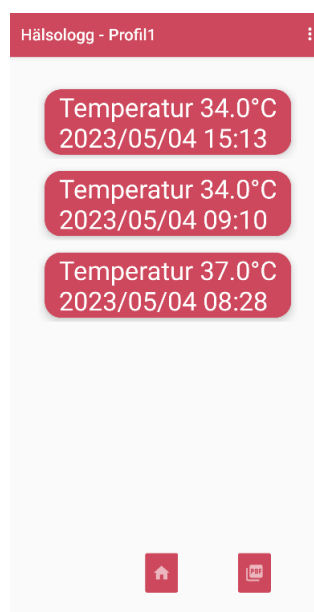 Hälsologg - Profil1
Temperatur 34.0°C
2023/05/04 15:13
Temperatur 34.0°C
2023/05/04 09:10
Temperatur 37.0°C
2023/05/04 08:28
PDF